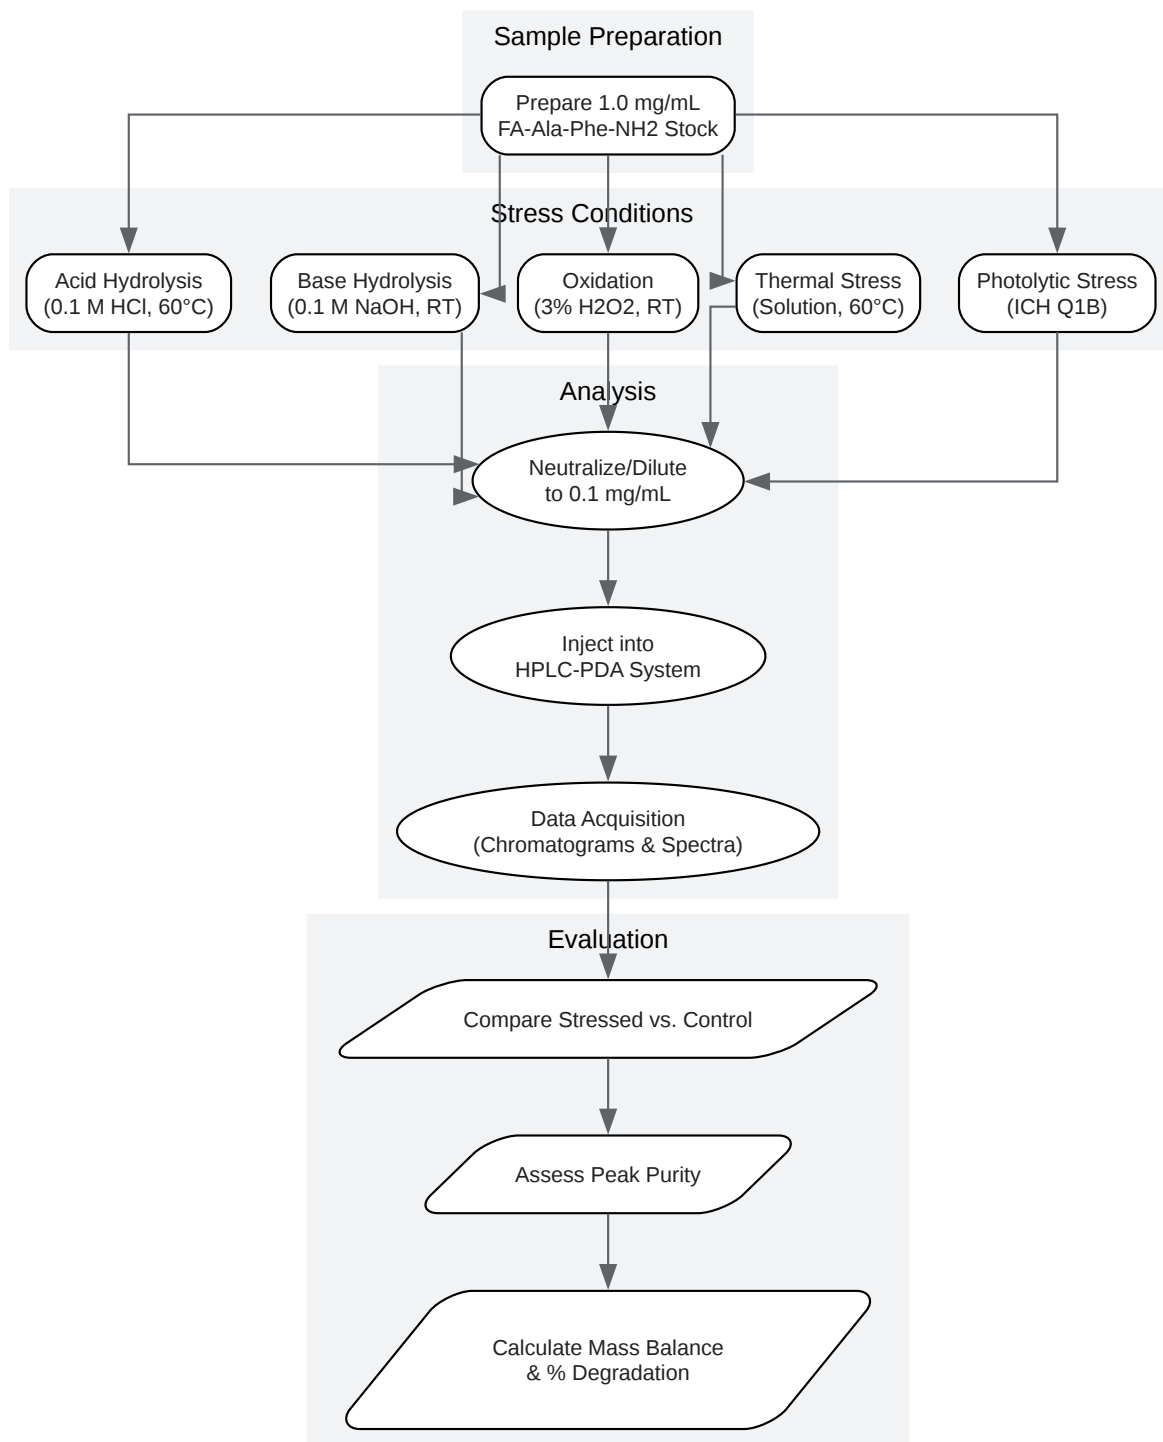 Sample Preparation
Prepare 1.0 mg/mL
FA-Ala-Phe-NH2 Stock
Stress Conditions
Acid Hydrolysis
(0.1 M HCl, 60°C)
Base Hydrolysis
(0.1 M NaOH, RT)
Oxidation
(3% H2O2, RT)
Thermal Stress
(Solution, 60°C)
Photolytic Stress
(ICH Q1B)
Analysis
Neutralize/Dilute
to 0.1 mg/mL
Inject into
HPLC-PDA System
Data Acquisition
(Chromatograms & Spectra)
Evaluation
Compare Stressed vs. Control
Assess Peak Purity
Calculate Mass Balance
& % Degradation